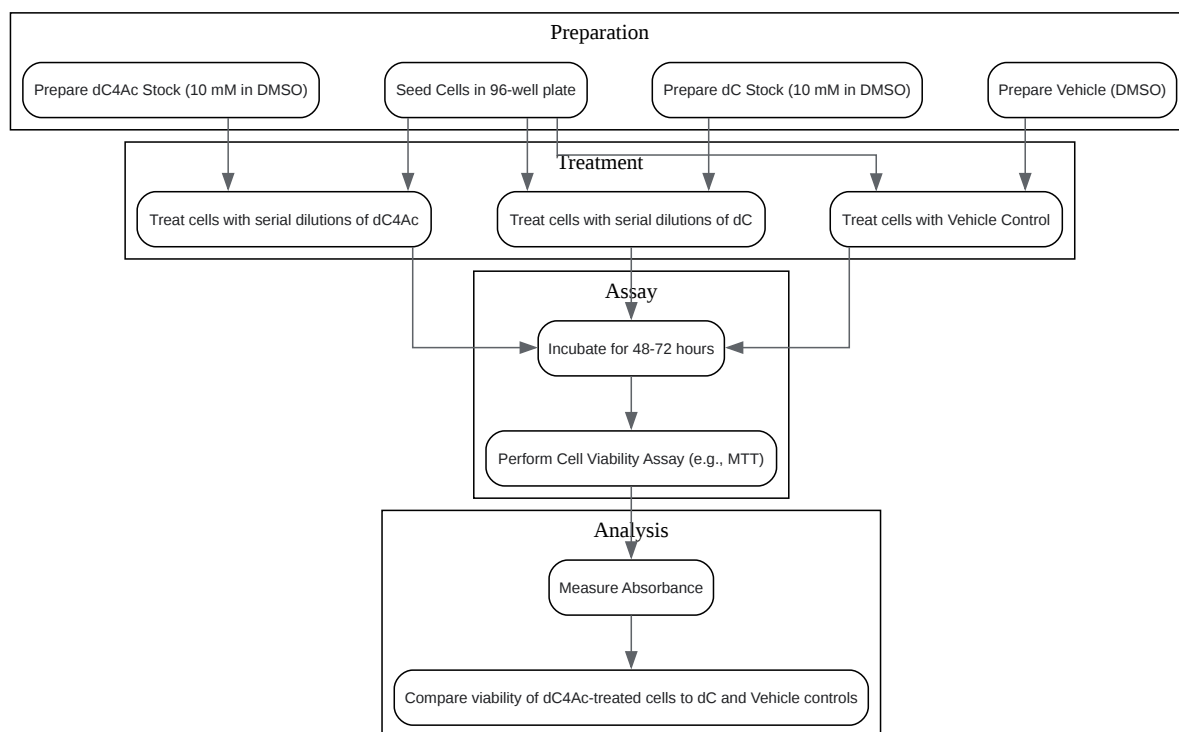 Preparation
Prepare dC4Ac Stock (10 mM in DMSO)
Seed Cells in 96-well plate
Prepare dC Stock (10 mM in DMSO)
Prepare Vehicle (DMSO)
Treatment
Treat cells with serial dilutions of dC4Ac
Treat cells with serial dilutions of dC
Treat cells with Vehicle Control
Assay
Incubate for 48-72 hours
Perform Cell Viability Assay (e.g., MTT)
Analysis
Measure Absorbance
Compare viability of dC4Ac-treated cells to dC and Vehicle controls